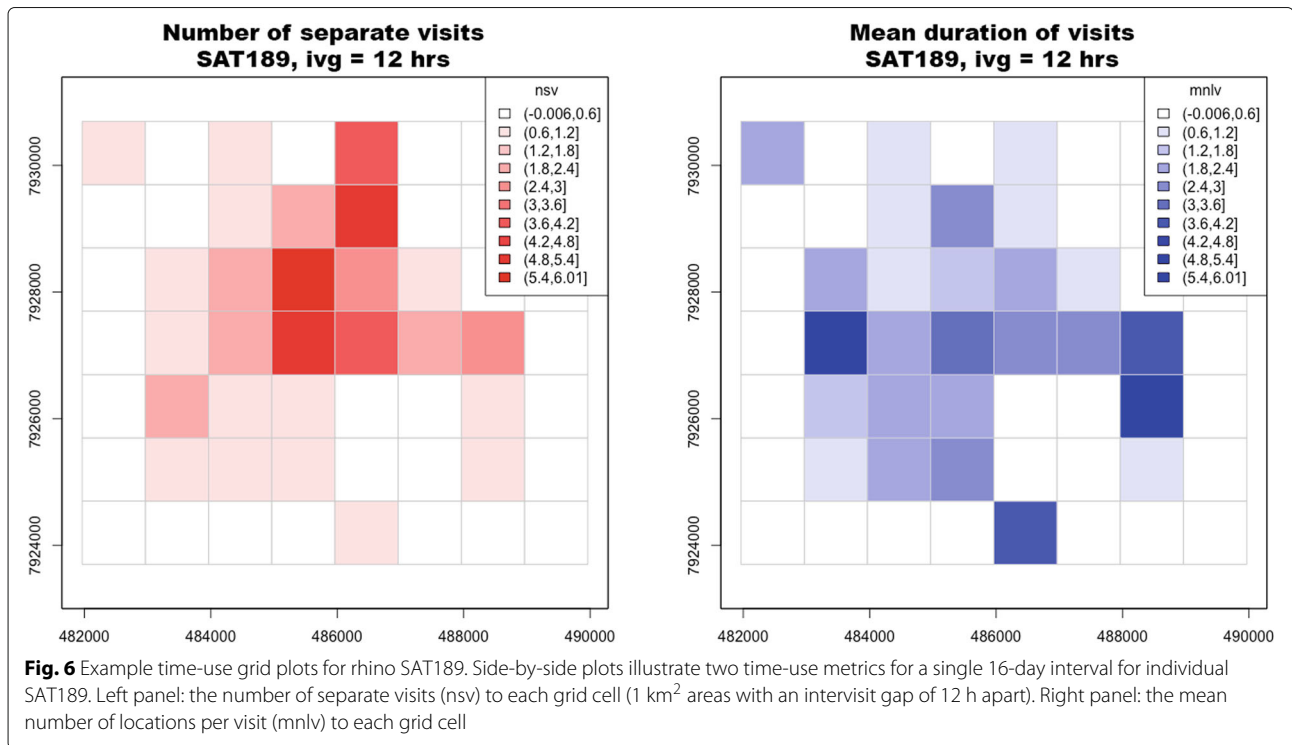 Number of separate visits
SAT189, ivg = 12 hrs
nsv
(-0.006,0.6]
(0.6,1.2]
(1.2,1.8]
(1.8,2.4]
(2.4,3]
(3,3.6]
(3.6,4.2]
(4.2,4.8]
(4.8,5.4]
(5.4,6.01]
7930000
7928000
7926000
7924000
482000 484000 486000 488000 490000
Mean duration of visits
SAT189, ivg = 12 hrs
mnlv
(-0.006,0.6]
(0.6,1.2]
(1.2,1.8]
(1.8,2.4]
(2.4,3]
(3,3.6]
(3.6,4.2]
(4.2,4.8]
(4.8,5.4]
(5.4,6.01]
7930000
7928000
7926000
7924000
482000 484000 486000 488000 490000
Fig. 6 Example time-use grid plots for rhino SAT189. Side-by-side plots illustrate two time-use metrics for a single 16-day interval for individual
SAT189. Left panel: the number of separate visits (nsv) to each grid cell (1 km² areas with an intervisit gap of 12 h apart). Right panel: the mean
number of locations per visit (mnlv) to each grid cell